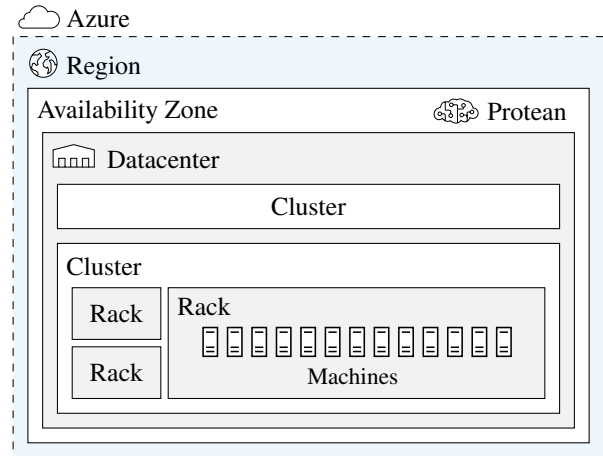 Azure
Region
Availability Zone Protean
Datacenter
Cluster
Cluster
Rack
Rack
Rack
Machines